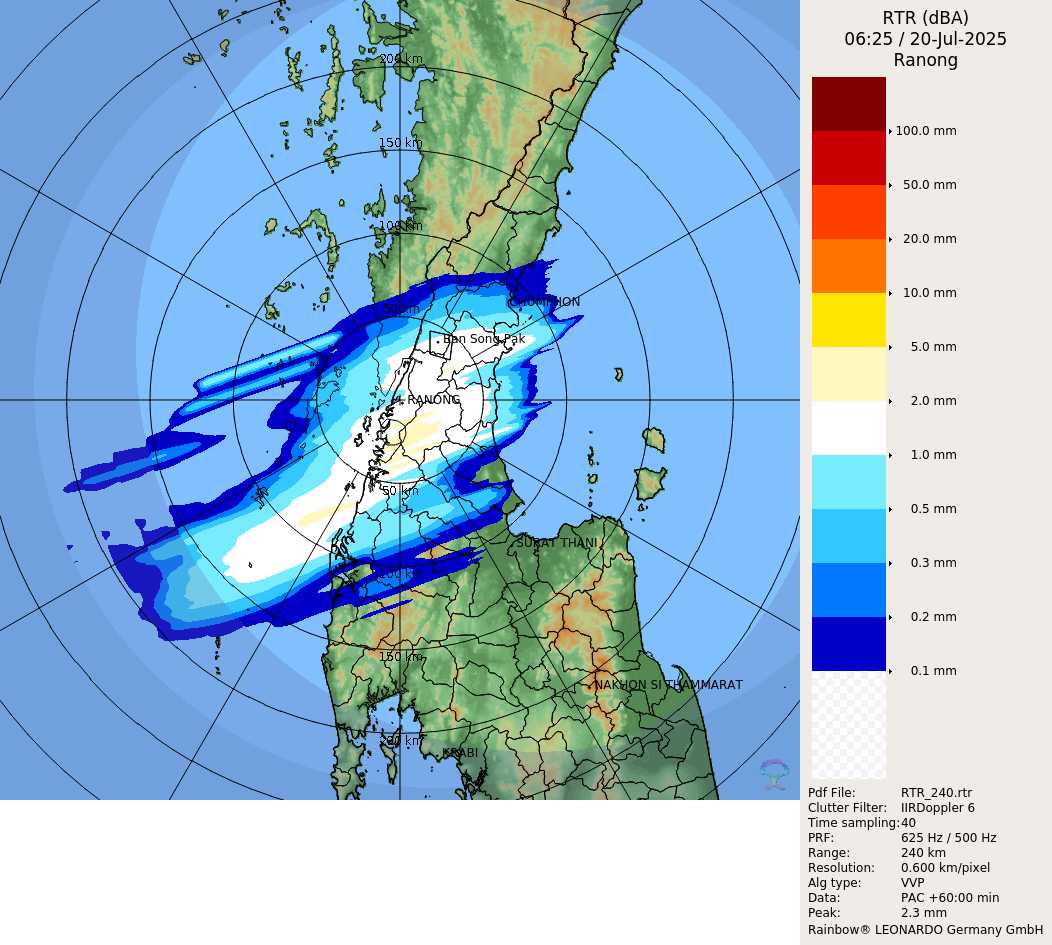 RTR (dBA)
06:25 / 20-Jul-2025
Ranong
200 km
150 km
100 km
CHUMPHON
50 km
Ban Song Pak
RANONG
50 km
SURAT THANI
100 km
150 km
NAKHON SI THAMMARAT
200 km
KRABI
100.0 mm
50.0 mm
20.0 mm
10.0 mm
5.0 mm
2.0 mm
1.0 mm
0.5 mm
0.3 mm
0.2 mm
0.1 mm
Pdf File: RTR_240.rtr
Clutter Filter: IIRDoppler 6
Time sampling:40
PRF: 625 Hz / 500 Hz
Range: 240 km
Resolution: 0.600 km/pixel
Alg type: VVP
Data: PAC +60:00 min
Peak: 2.3 mm
Rainbow® LEONARDO Germany GmbH